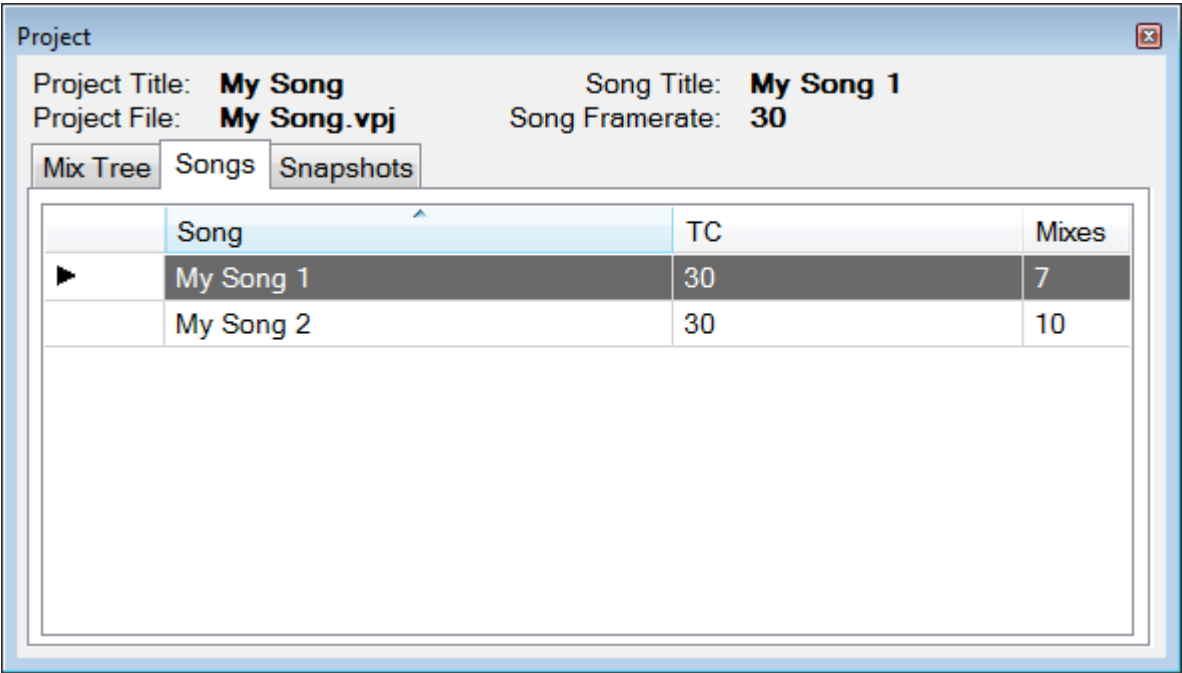 Project
Project Title: My Song Song Title: My Song 1
Project File: My Song.vpj Song Framerate: 30
Mix Tree Songs Snapshots
Song TC Mixes
My Song 1 30 7
My Song 2 30 10